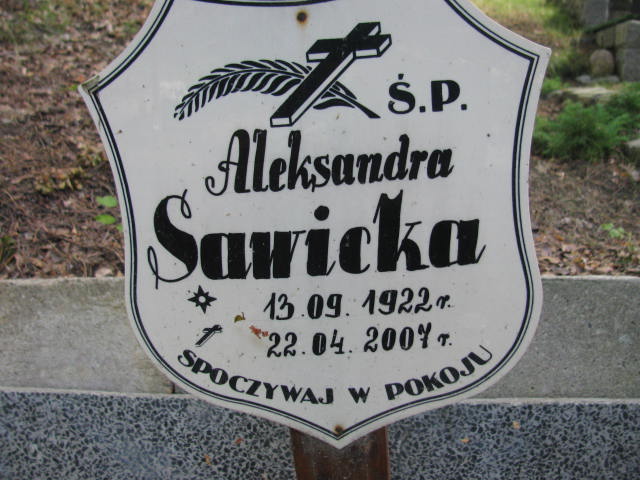 Ś.P.
Aleksandra
Sawicka
13.09.1922 r.
22.04.2007 r.
SPOCZYWAJ W POKOJU